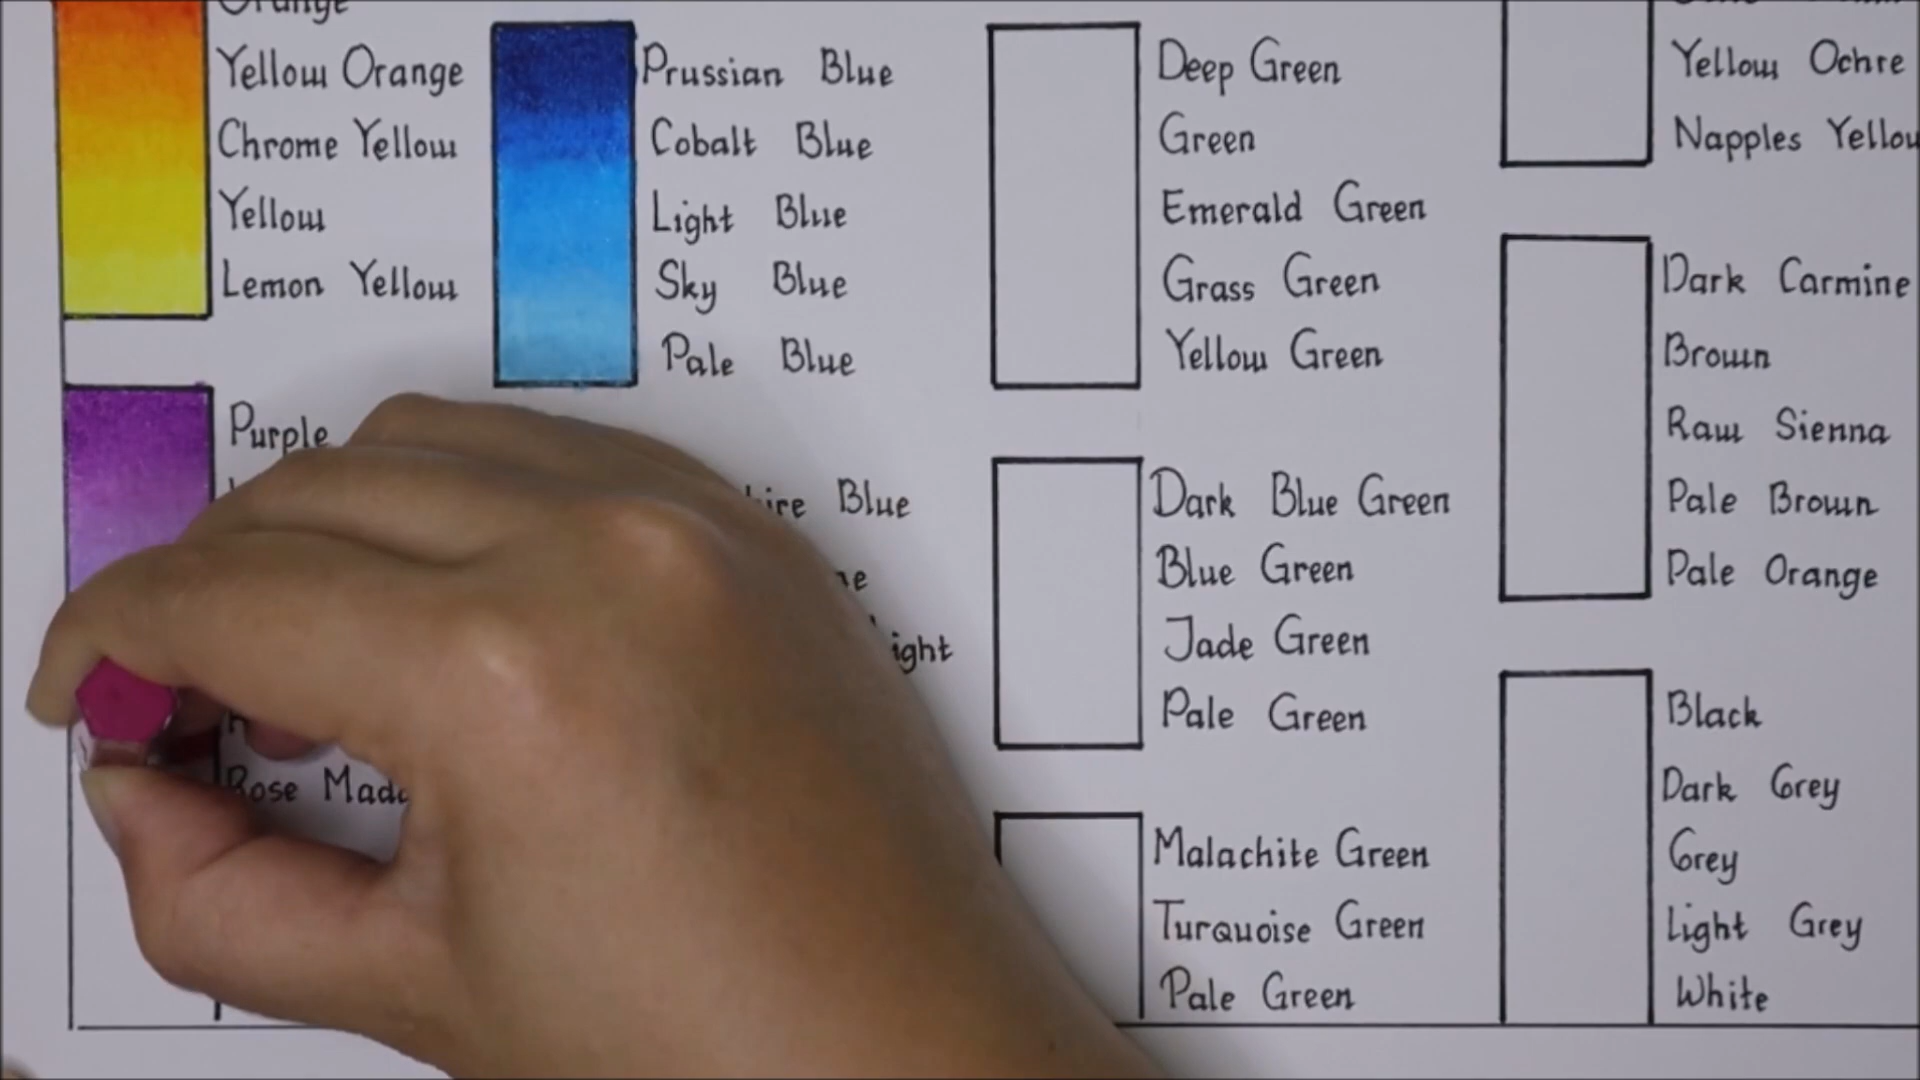 Orange
Yellow Orange
Chrome Yellow
Yellow
Lemon Yellow
Purple
Rose
Prussian Blue
Cobalt Blue
Light Blue
Sky Blue
Pale Blue
Blue
Deep Green
Green
Emerald Green
Grass Green
Yellow Green
Dark Blue Green
Blue Green
Jade Green
Pale Green
Malachite Green
Turquoise Green
Pale Green
Yellow Ochre
Napples Yellow
Dark Carmine
Brown
Raw Sienna
Pale Brown
Pale Orange
Black
Dark Grey
Grey
Light Grey
White